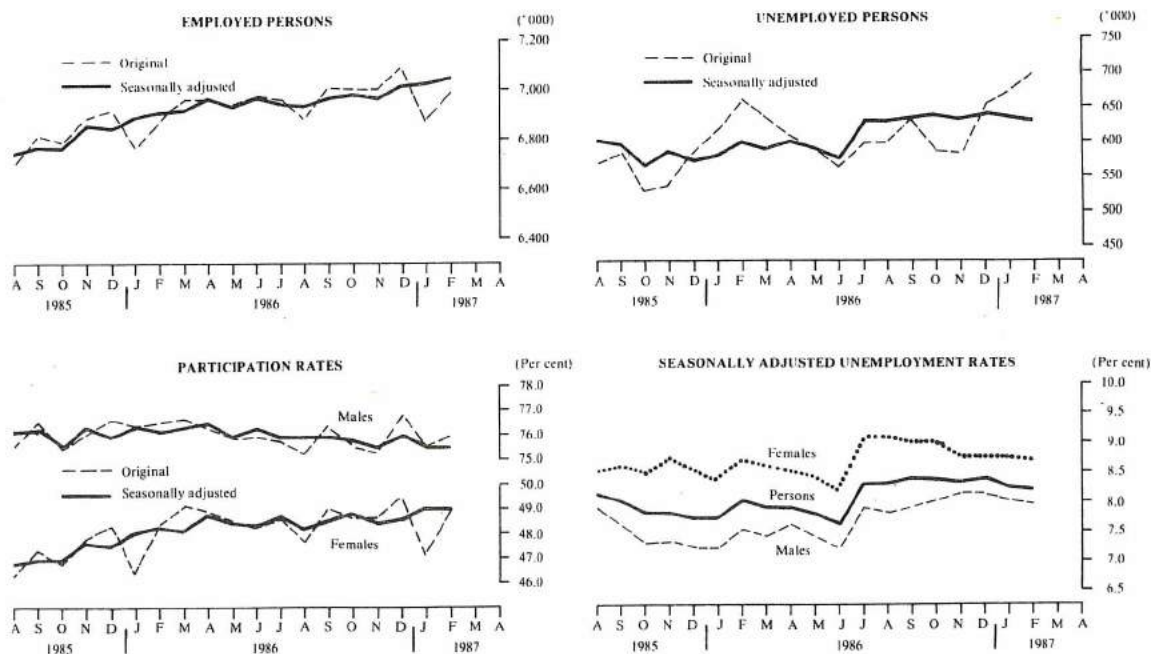 EMPLOYED PERSONS
('000)
7,200
7,000
6,800
6,600
6,400
Original
Seasonally adjusted
A S O N D J F M A M J J A S O N D J F M A
1985 1986 1987
UNEMPLOYED PERSONS
('000)
750
700
650
600
550
500
450
Original
Seasonally adjusted
A S O N D J F M A M J J A S O N D J F M A
1985 1986 1987
PARTICIPATION RATES
(Per cent)
78.0
77.0
76.0
75.0
Males
Original
Seasonally adjusted
50.0
49.0
48.0
47.0
46.0
Females
A S O N D J F M A M J J A S O N D J F M A
1985 1986 1987
SEASONALLY ADJUSTED UNEMPLOYMENT RATES
(Per cent)
10.0
9.5
9.0
8.5
8.0
7.5
7.0
6.5
Females
Persons
Males
A S O N D J F M A M J J A S O N D J F M A
1985 1986 1987